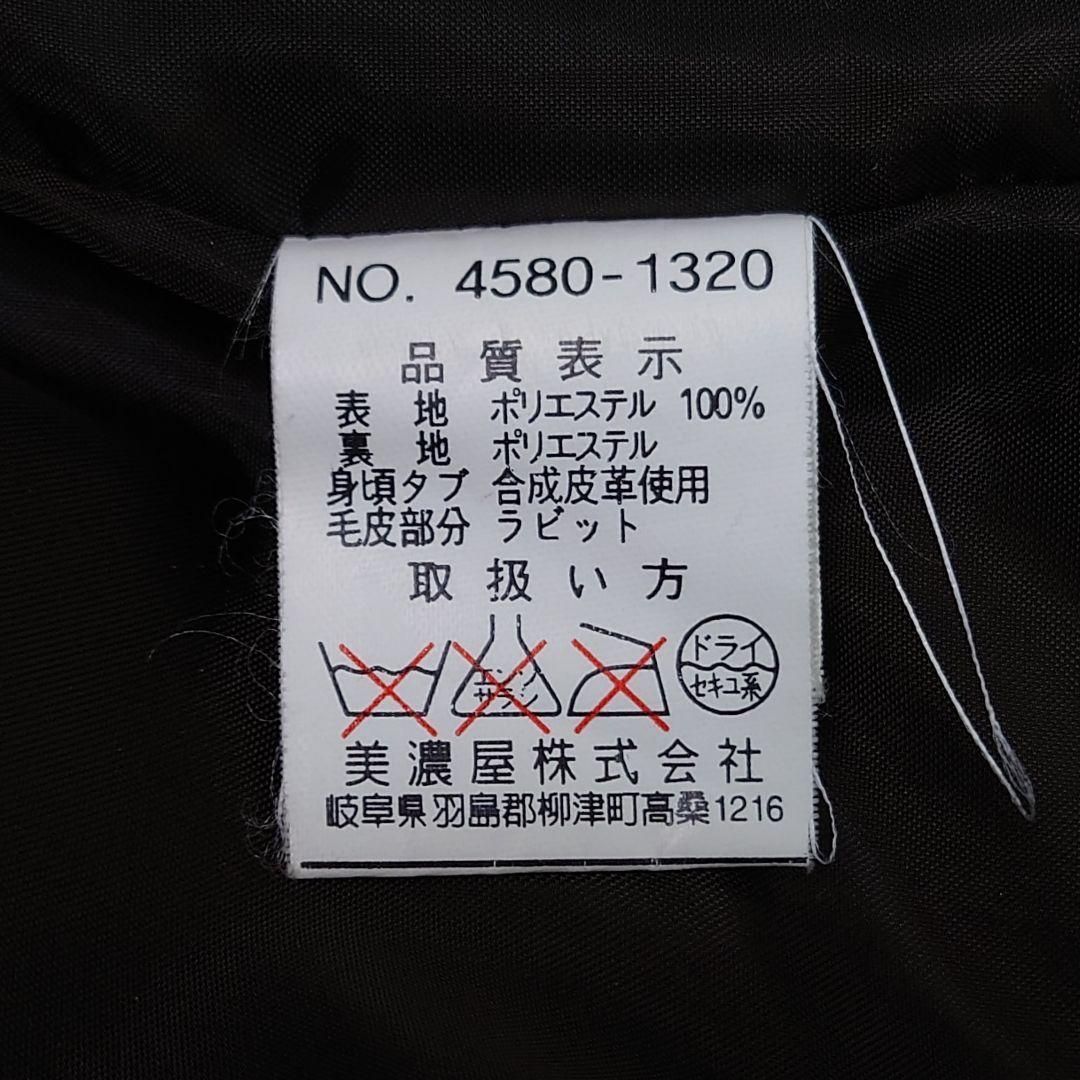 NO. 4580-1320
品質表示
表地 ポリエステル 100%
裏地 ポリエステル
身頃タブ 合成皮革使用
毛皮部分 ラビット
取扱い方
エンソ
サラシ
ドライ
セキユ系
美濃屋株式会社
岐阜県羽島郡柳津町高桑1216